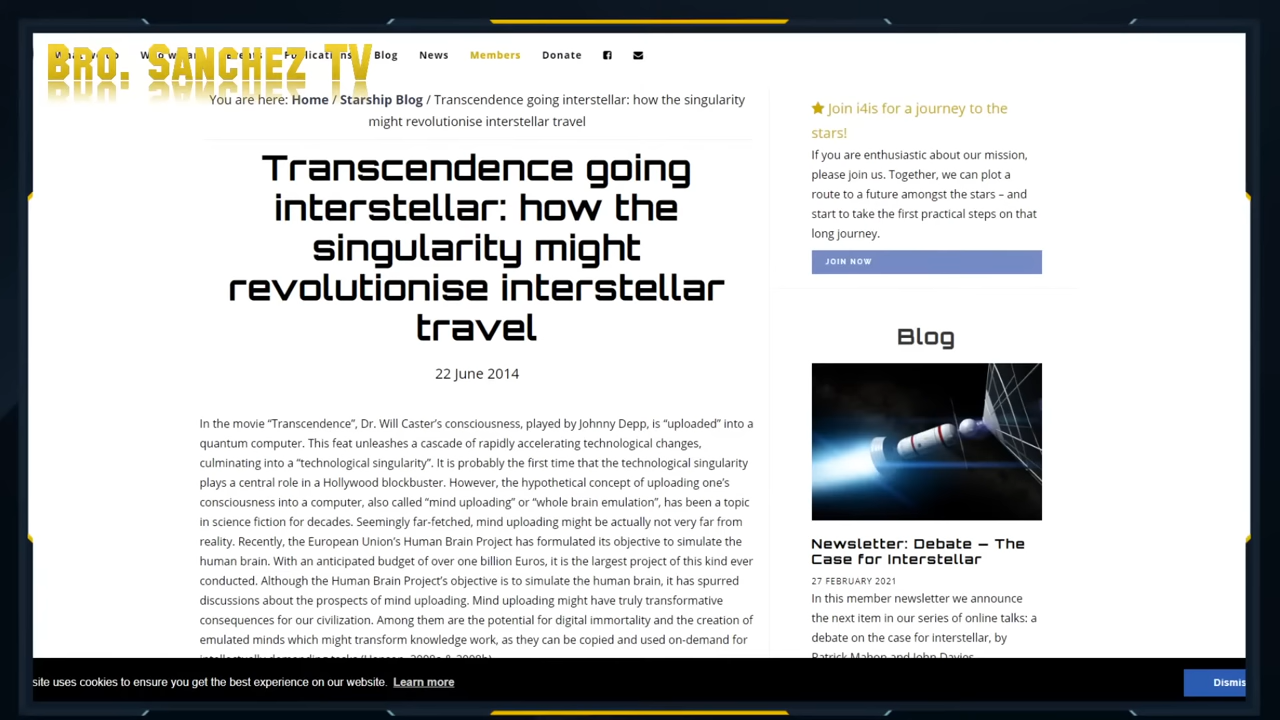 BRO. SANCHEZ TV
Blog
News
Members
Donate
You are here: Home / Starship Blog / Transcendence going interstellar: how the singularity
might revolutionise interstellar travel
Transcendence going
interstellar: how the
singularity might
revolutionise interstellar
travel
22 June 2014
In the movie “Transcendence”, Dr. Will Caster’s consciousness, played by Johnny Depp, is “uploaded” into a
quantum computer. This feat unleashes a cascade of rapidly accelerating technological changes,
culminating into a “technological singularity”. It is probably the first time that the technological singularity
plays a central role in a Hollywood blockbuster. However, the hypothetical concept of uploading one’s
consciousness into a computer, also called “mind uploading” or “whole brain emulation”, has been a topic
in science fiction for decades. Seemingly far-fetched, mind uploading might be actually not very far from
reality. Recently, the European Union’s Human Brain Project has formulated its objective to simulate the
human brain. With an anticipated budget of over one billion Euros, it is the largest project of this kind ever
conducted. Although the Human Brain Project’s objective is to simulate the human brain, it has spurred
discussions about the prospects of mind uploading. Mind uploading might have truly transformative
consequences for our civilization. Among them are the potential for digital immortality and the creation of
emulated minds which might transform knowledge work, as they can be copied and used on-demand for
Join i4is for a journey to the
stars!
If you are enthusiastic about our mission,
please join us. Together, we can plot a
route to a future amongst the stars – and
start to take the first practical steps on that
long journey.
JOIN NOW
Blog
Newsletter: Debate – The
Case for Interstellar
27 FEBRUARY 2021
In this member newsletter we announce
the next item in our series of online talks: a
debate on the case for interstellar, by
Patrick Mahon and John Davies
site uses cookies to ensure you get the best experience on our website. Learn more
Dismis